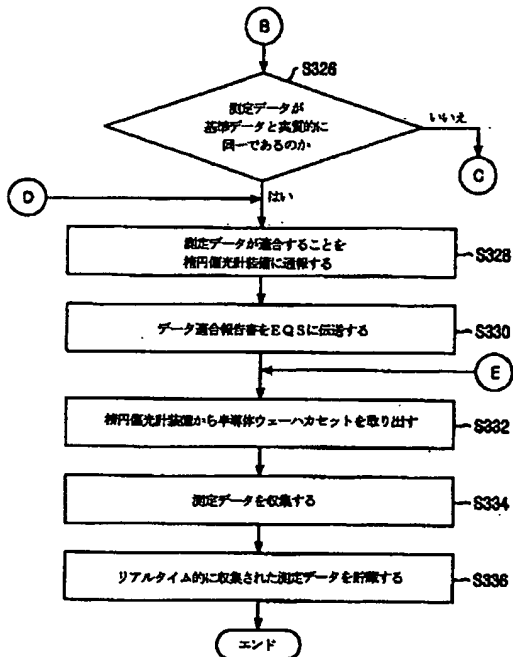 B
S326
測定データが
基準データと実質的に
同一であるのか
いいえ
C
D
はい
測定データが適合することを
楕円偏光計装備に通報する
S328
データ適合報告書をEQSに伝送する
S330
E
楕円偏光計装備から半導体ウェーハカセットを取り出す
S332
測定データを収集する
S334
リアルタイム的に収集された測定データを貯蔵する
S336
エンド